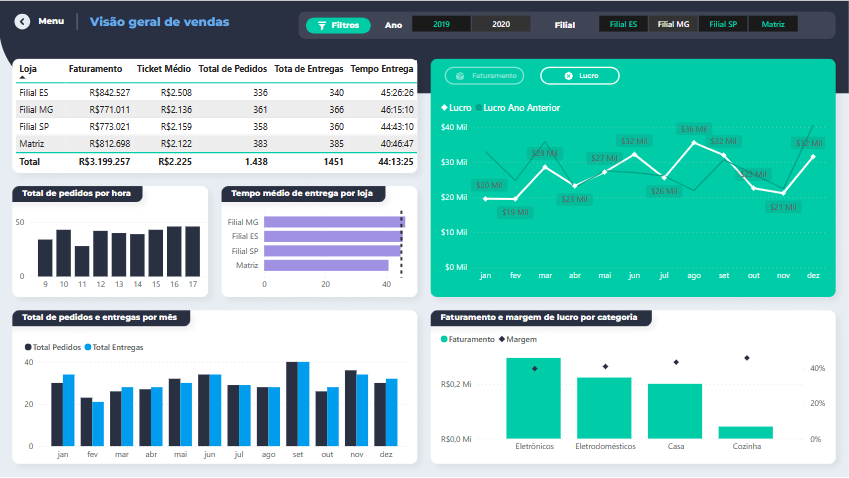 Menu
Visão geral de vendas
Filtros
Ano
2019
2020
Filial
Filial ES
Filial MG
Filial SP
Matriz
Loja Faturamento Ticket Médio Total de Pedidos Tota de Entregas Tempo Entrega
Filial ES R$842.527 R$2.508 336 340 45:26:26
Filial MG R$771.011 R$2.136 361 366 46:15:10
Filial SP R$773.021 R$2.159 358 360 44:43:10
Matriz R$812.698 R$2.122 383 385 40:46:47
Total R$3.199.257 R$2.225 1.438 1451 44:13:25
Faturamento
Lucro
Lucro Lucro Ano Anterior
$40 Mil
$30 Mil
$20 Mil
$10 Mil
$0 Mil
$20 Mil
$19 Mil
$29 Mil
$23 Mil
$27 Mil
$32 Mil
$26 Mil
$36 Mil
$32 Mil
$23 Mil
$21 Mil
$32 Mil
jan fev mar abr mai jun jul ago set out nov dez
Total de pedidos por hora
50
0
9 10 11 12 13 14 15 16 17
Tempo médio de entrega por loja
Filial MG
Filial ES
Filial SP
Matriz
0 20 40
Total de pedidos e entregas por mês
Total Pedidos Total Entregas
40
20
0
jan fev mar abr mai jun jul ago set out nov dez
Faturamento e margem de lucro por categoria
Faturamento Margem
R$0,2 Mi
R$0,0 Mi
40%
20%
0%
Eletrônicos Eletrodomésticos Casa Cozinha